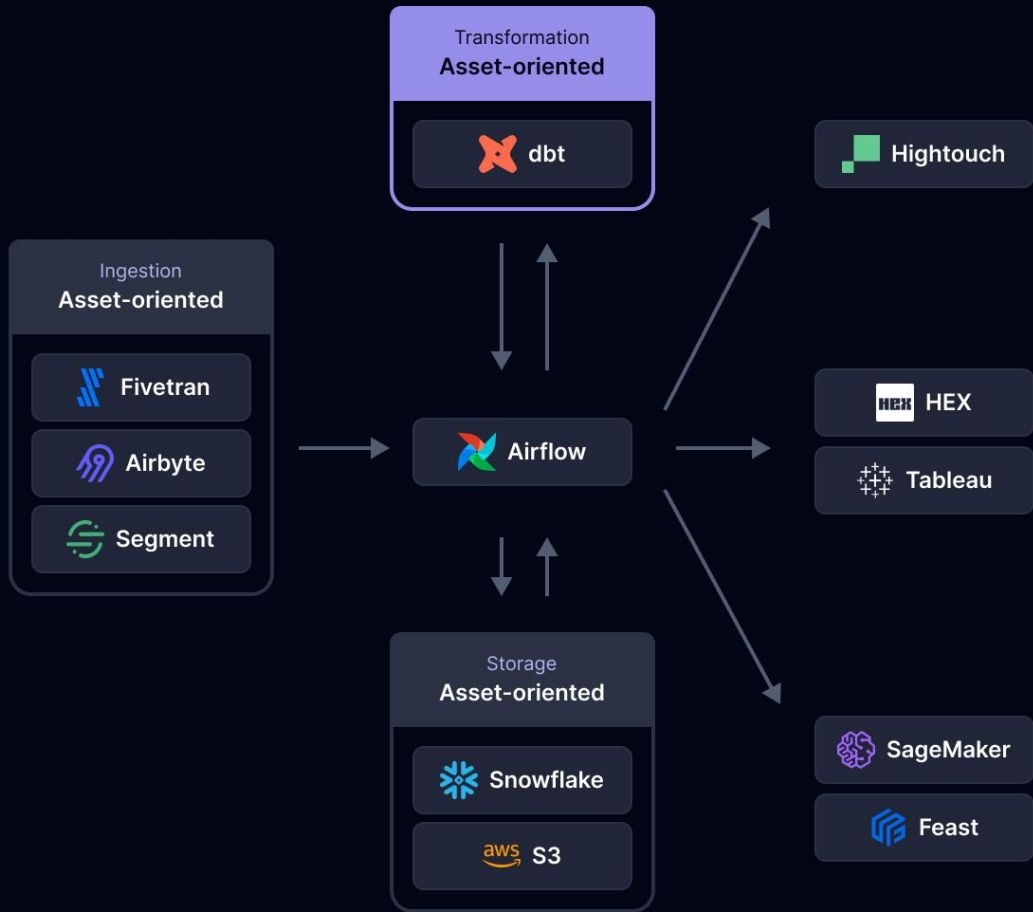 Transformation
Asset-oriented
dbt
Hightouch
Ingestion
Asset-oriented
Fivetran
Airbyte
Segment
Airflow
HEX
HEX
Tableau
Storage
Asset-oriented
Snowflake
aws
S3
SageMaker
Feast